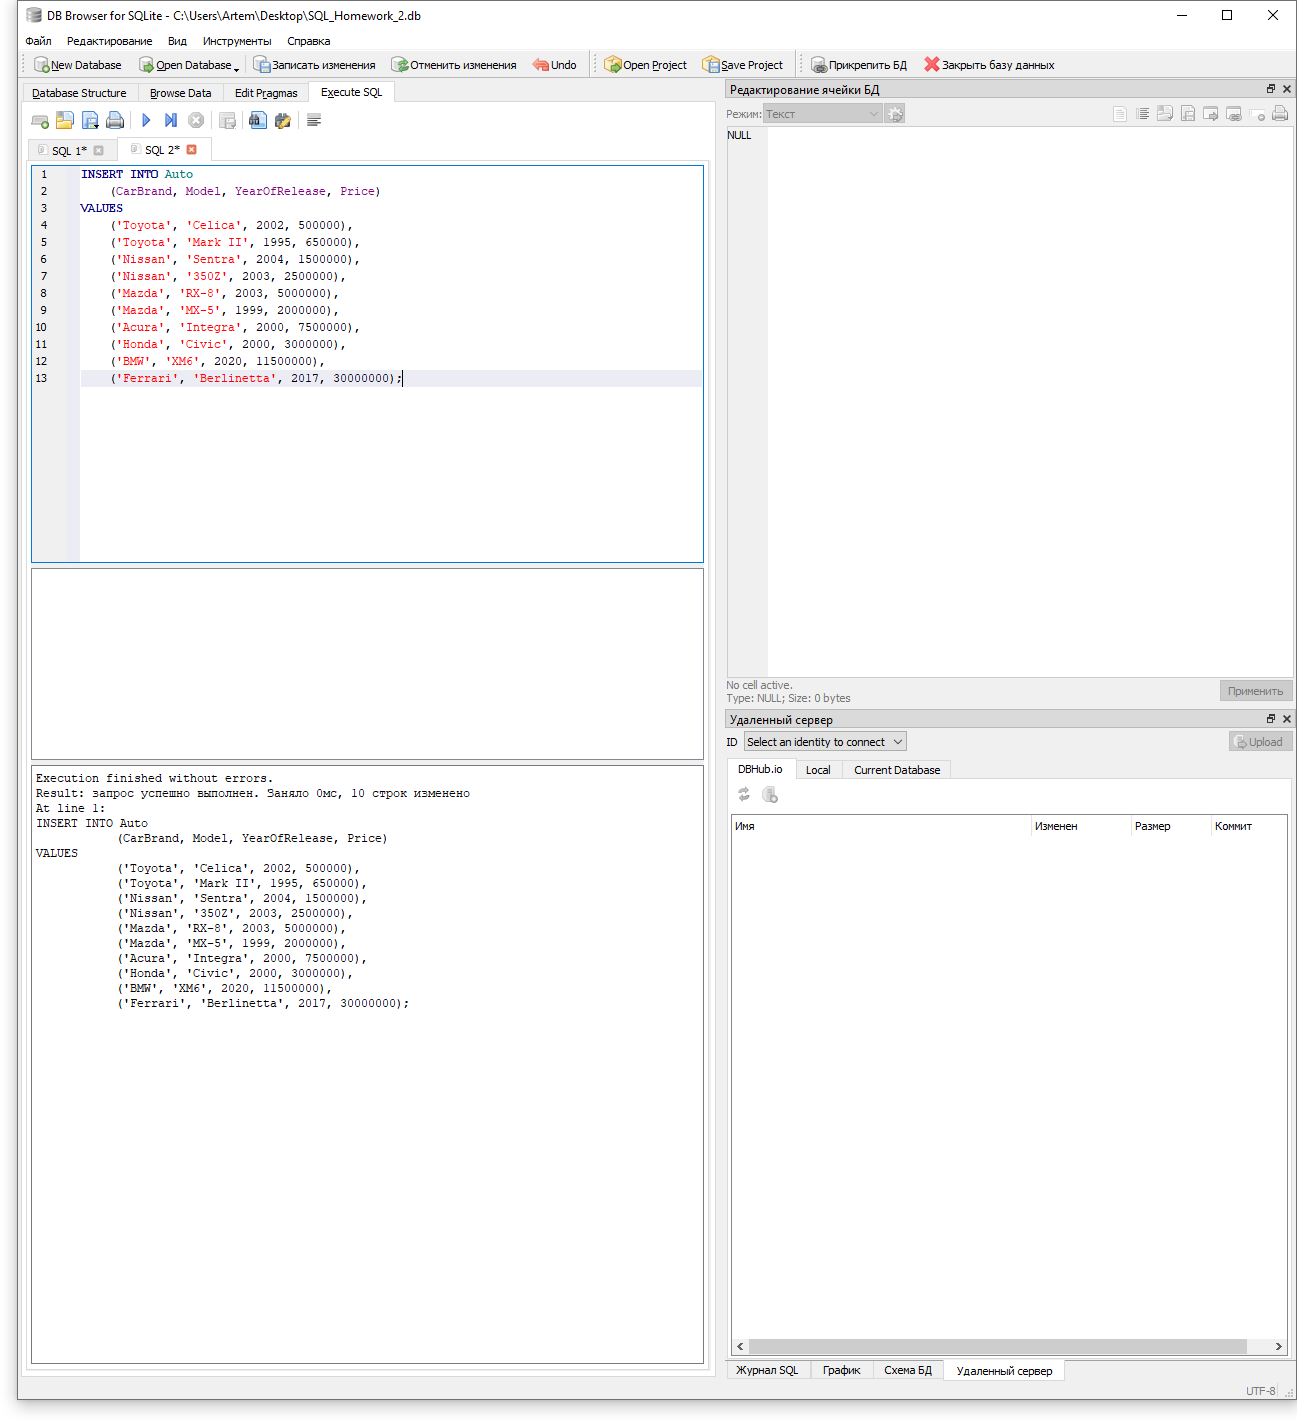 DB Browser for SQLite - C:\Users\Artem\Desktop\SQL_Homework_2.db
Файл Редактирование Вид Инструменты Справка
New Database Open Database Записать изменения Отменить изменения Undo Open Project Save Project Прикрепить БД Закрыть базу данных
Database Structure Browse Data Edit Pragmas Execute SQL
SQL 1* SQL 2*
1 INSERT INTO Auto
2 (CarBrand, Model, YearOfRelease, Price)
3 VALUES
4 ('Toyota', 'Celica', 2002, 500000),
5 ('Toyota', 'Mark II', 1995, 650000),
6 ('Nissan', 'Sentra', 2004, 1500000),
7 ('Nissan', '350Z', 2003, 2500000),
8 ('Mazda', 'RX-8', 2003, 5000000),
9 ('Mazda', 'MX-5', 1999, 2000000),
10 ('Acura', 'Integra', 2000, 7500000),
11 ('Honda', 'Civic', 2000, 3000000),
12 ('BMW', 'XM6', 2020, 11500000),
13 ('Ferrari', 'Berlinetta', 2017, 30000000);
Execution finished without errors.
Result: запрос успешно выполнен. Заняло 0мс, 10 строк изменено
At line 1:
INSERT INTO Auto
(CarBrand, Model, YearOfRelease, Price)
VALUES
('Toyota', 'Celica', 2002, 500000),
('Toyota', 'Mark II', 1995, 650000),
('Nissan', 'Sentra', 2004, 1500000),
('Nissan', '350Z', 2003, 2500000),
('Mazda', 'RX-8', 2003, 5000000),
('Mazda', 'MX-5', 1999, 2000000),
('Acura', 'Integra', 2000, 7500000),
('Honda', 'Civic', 2000, 3000000),
('BMW', 'XM6', 2020, 11500000),
('Ferrari', 'Berlinetta', 2017, 30000000);
Редактирование ячейки БД
Режим: Текст
NULL
No cell active.
Type: NULL; Size: 0 bytes
Применить
Удаленный сервер
ID Select an identity to connect Upload
DBHub.io Local Current Database
Имя Изменен Размер Коммит
Журнал SQL График Схема БД Удаленный сервер
UTF-8